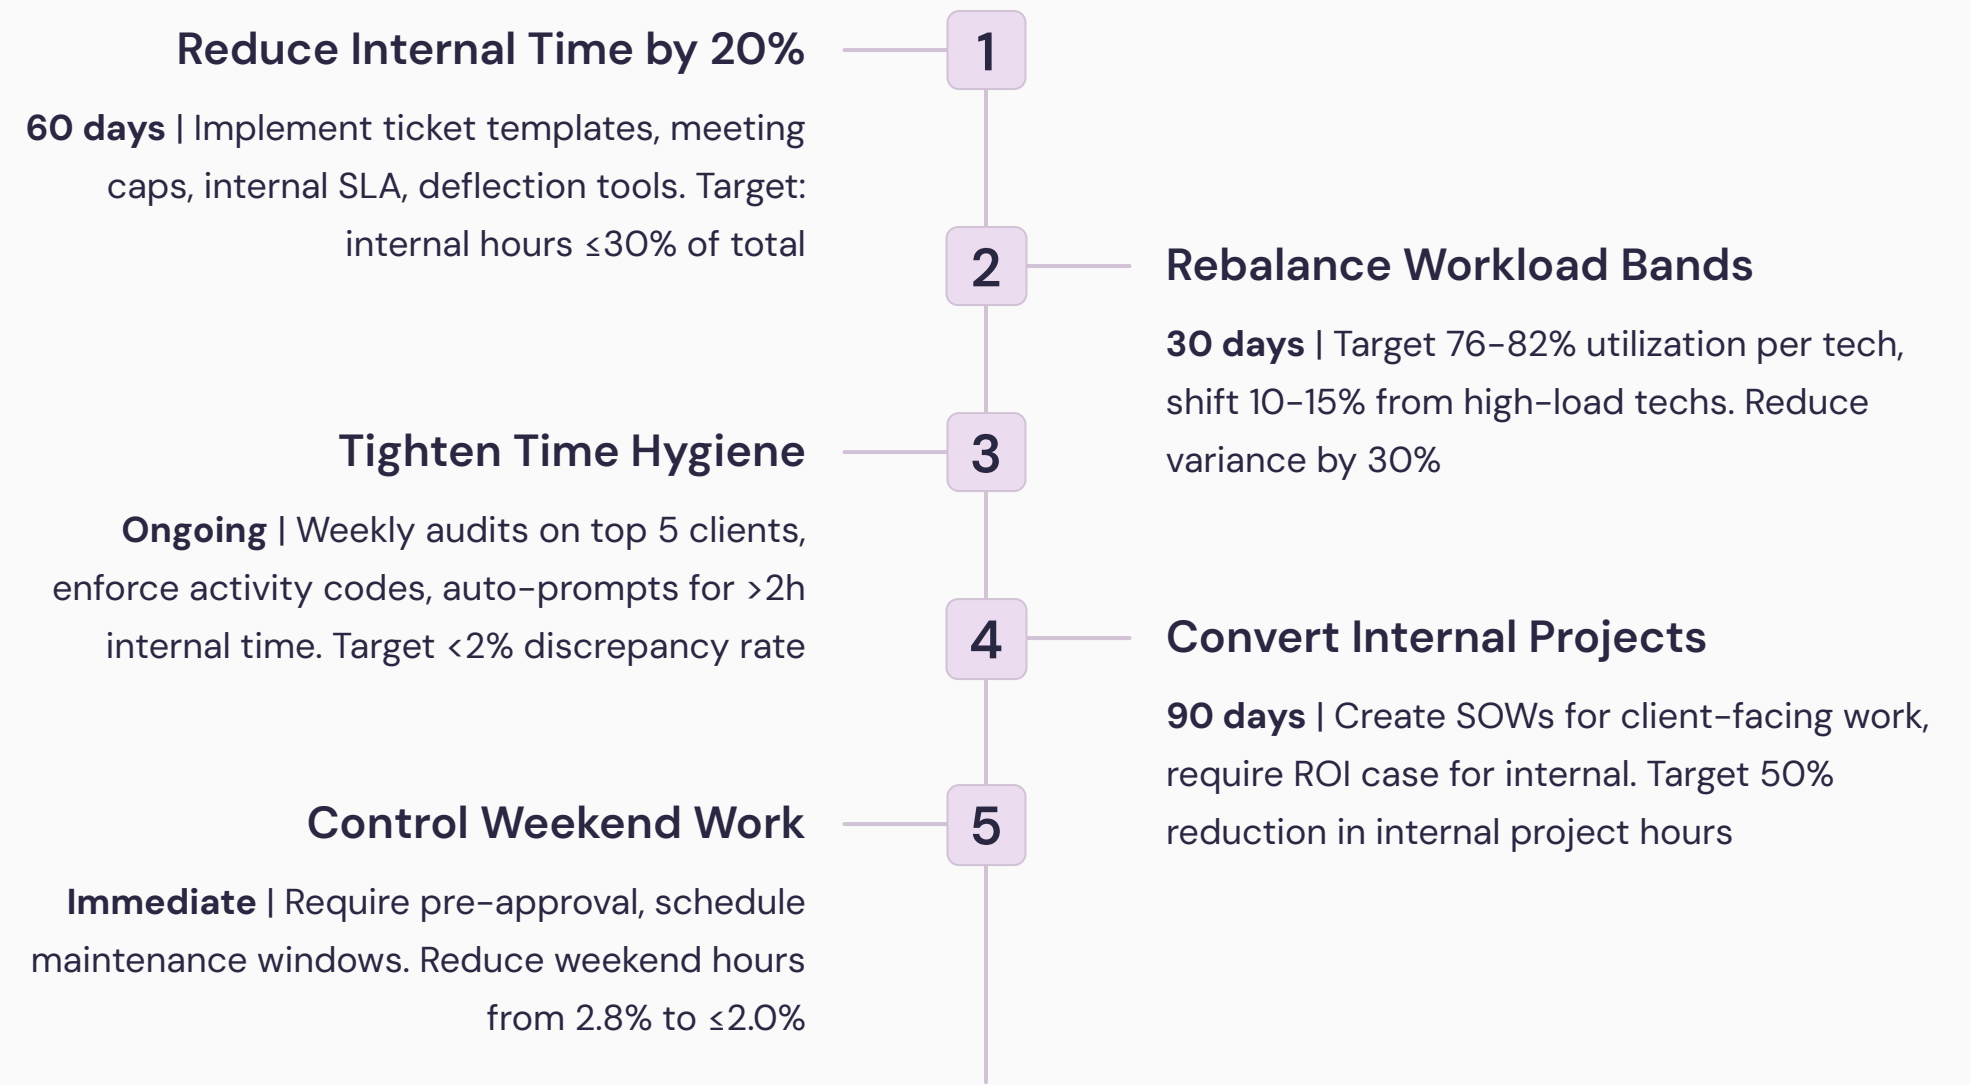 Reduce Internal Time by 20%
1
60 days | Implement ticket templates, meeting
caps, internal SLA, deflection tools. Target:
internal hours ≤30% of total
2
Rebalance Workload Bands
30 days | Target 76-82% utilization per tech,
shift 10-15% from high-load techs. Reduce
variance by 30%
Tighten Time Hygiene
3
Ongoing | Weekly audits on top 5 clients,
enforce activity codes, auto-prompts for >2h
internal time. Target <2% discrepancy rate
4
Convert Internal Projects
90 days | Create SOWs for client-facing work,
require ROI case for internal. Target 50%
reduction in internal project hours
Control Weekend Work
5
Immediate | Require pre-approval, schedule
maintenance windows. Reduce weekend hours
from 2.8% to ≤2.0%